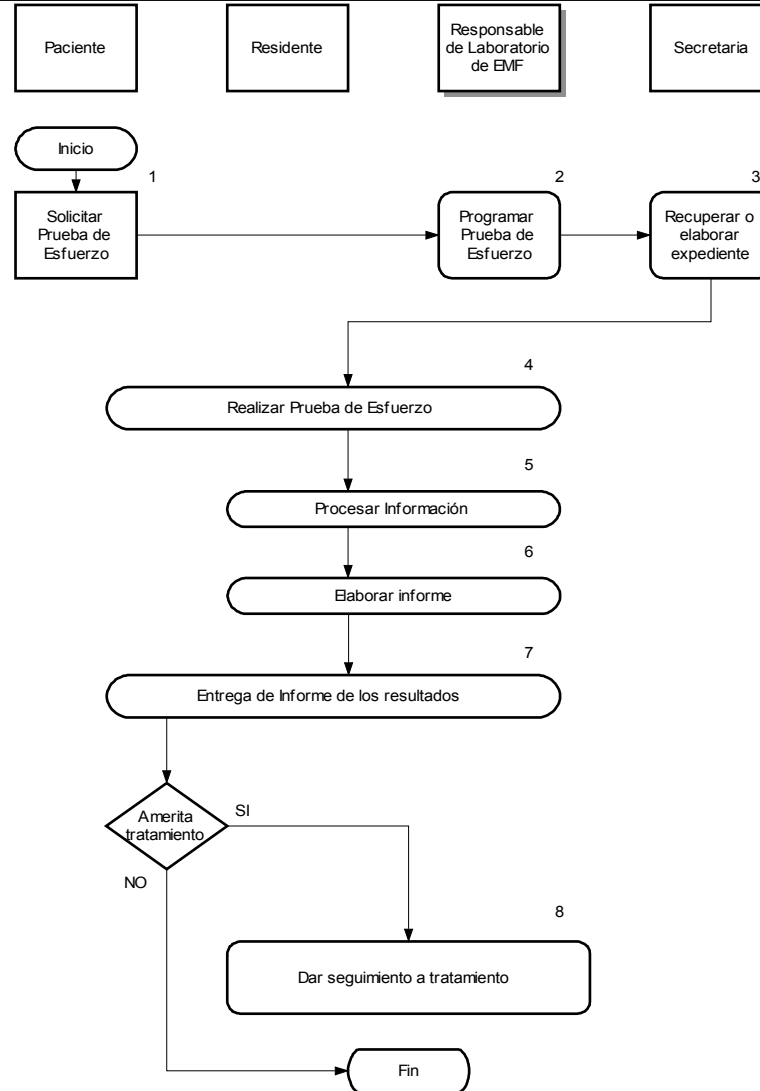 Paciente
Residente
Responsable
de Laboratorio
de EMF
Secretaria
Inicio
1
2
3
Solicitar
Prueba de
Esfuerzo
Programar
Prueba de
Esfuerzo
Recuperar o
elaborar
expediente
4
Realizar Prueba de Esfuerzo
5
Procesar Información
6
Elaborar informe
7
Entrega de Informe de los resultados
Amerita
tratamiento
SI
NO
8
Dar seguimiento a tratamiento
Fin